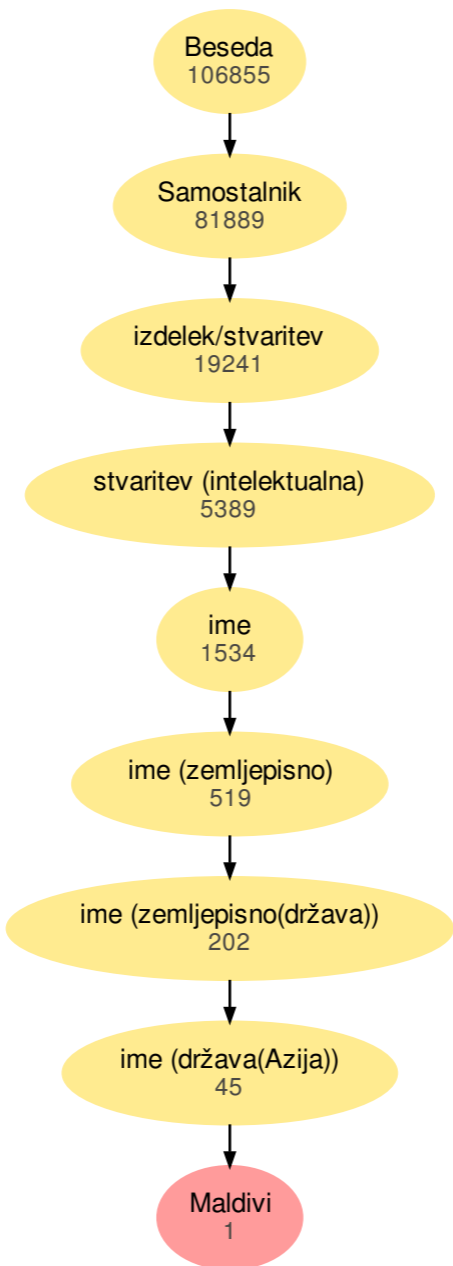 Beseda
106855
Samostalnik
81889
izdelek/stvaritev
19241
stvaritev (intelektualna)
5389
ime
1534
ime (zemljepisno)
519
ime (zemljepisno(država))
202
ime (država(Azija))
45
Maldivi
1